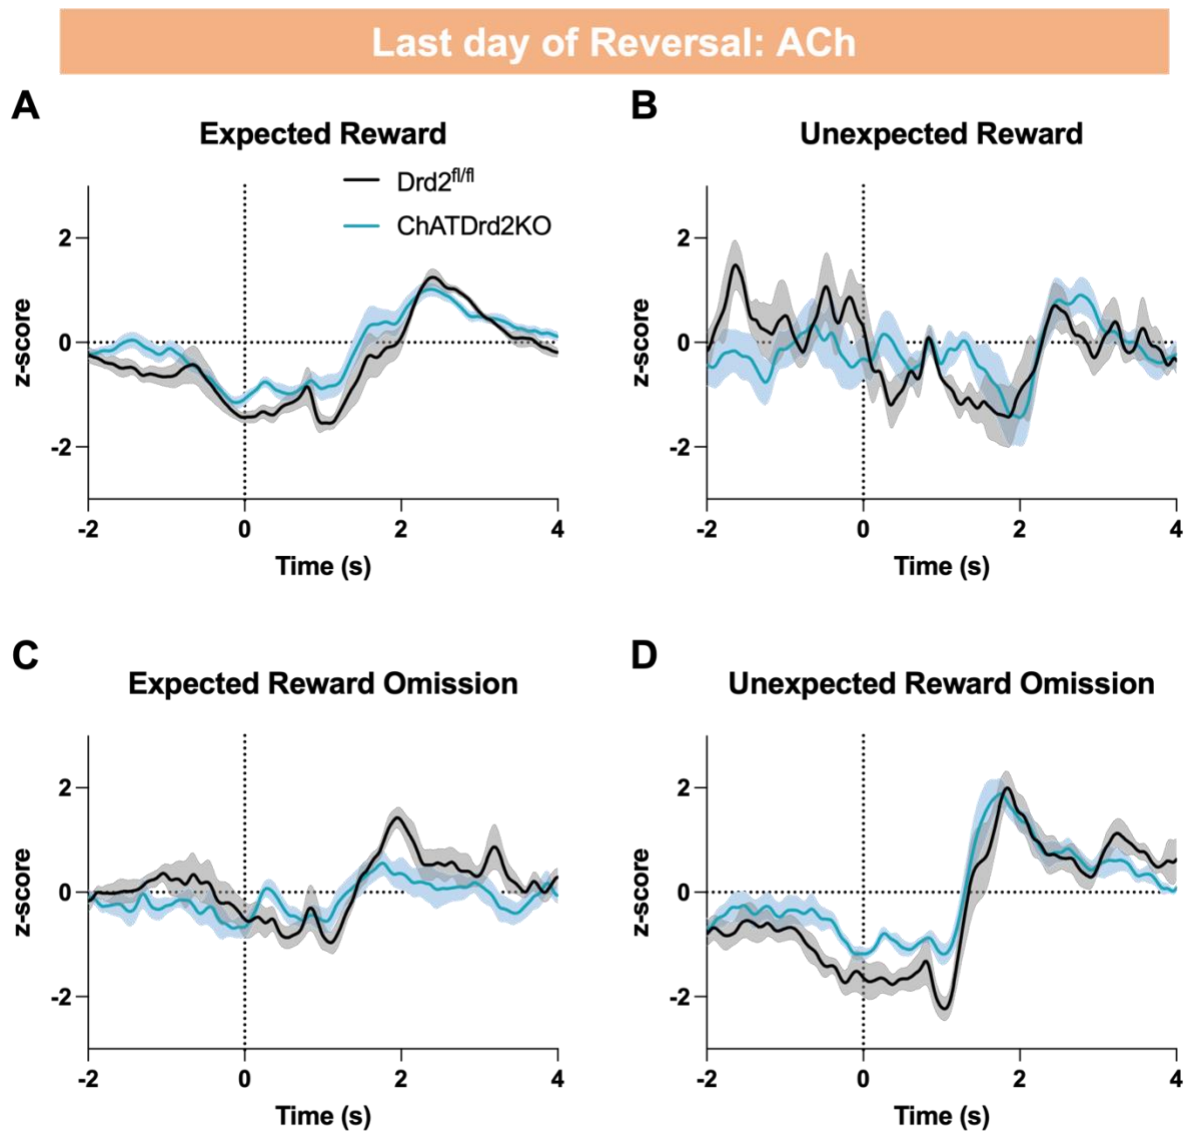 Last day of Reversal: ACh
A
Expected Reward
Drd2fl/fl
ChATDrd2KO
z-score
2
0
-2
-2 0 2 4
Time (s)
B
Unexpected Reward
z-score
2
0
-2
-2 0 2 4
Time (s)
C
Expected Reward Omission
z-score
2
0
-2
-2 0 2 4
Time (s)
D
Unexpected Reward Omission
z-score
2
0
-2
-2 0 2 4
Time (s)